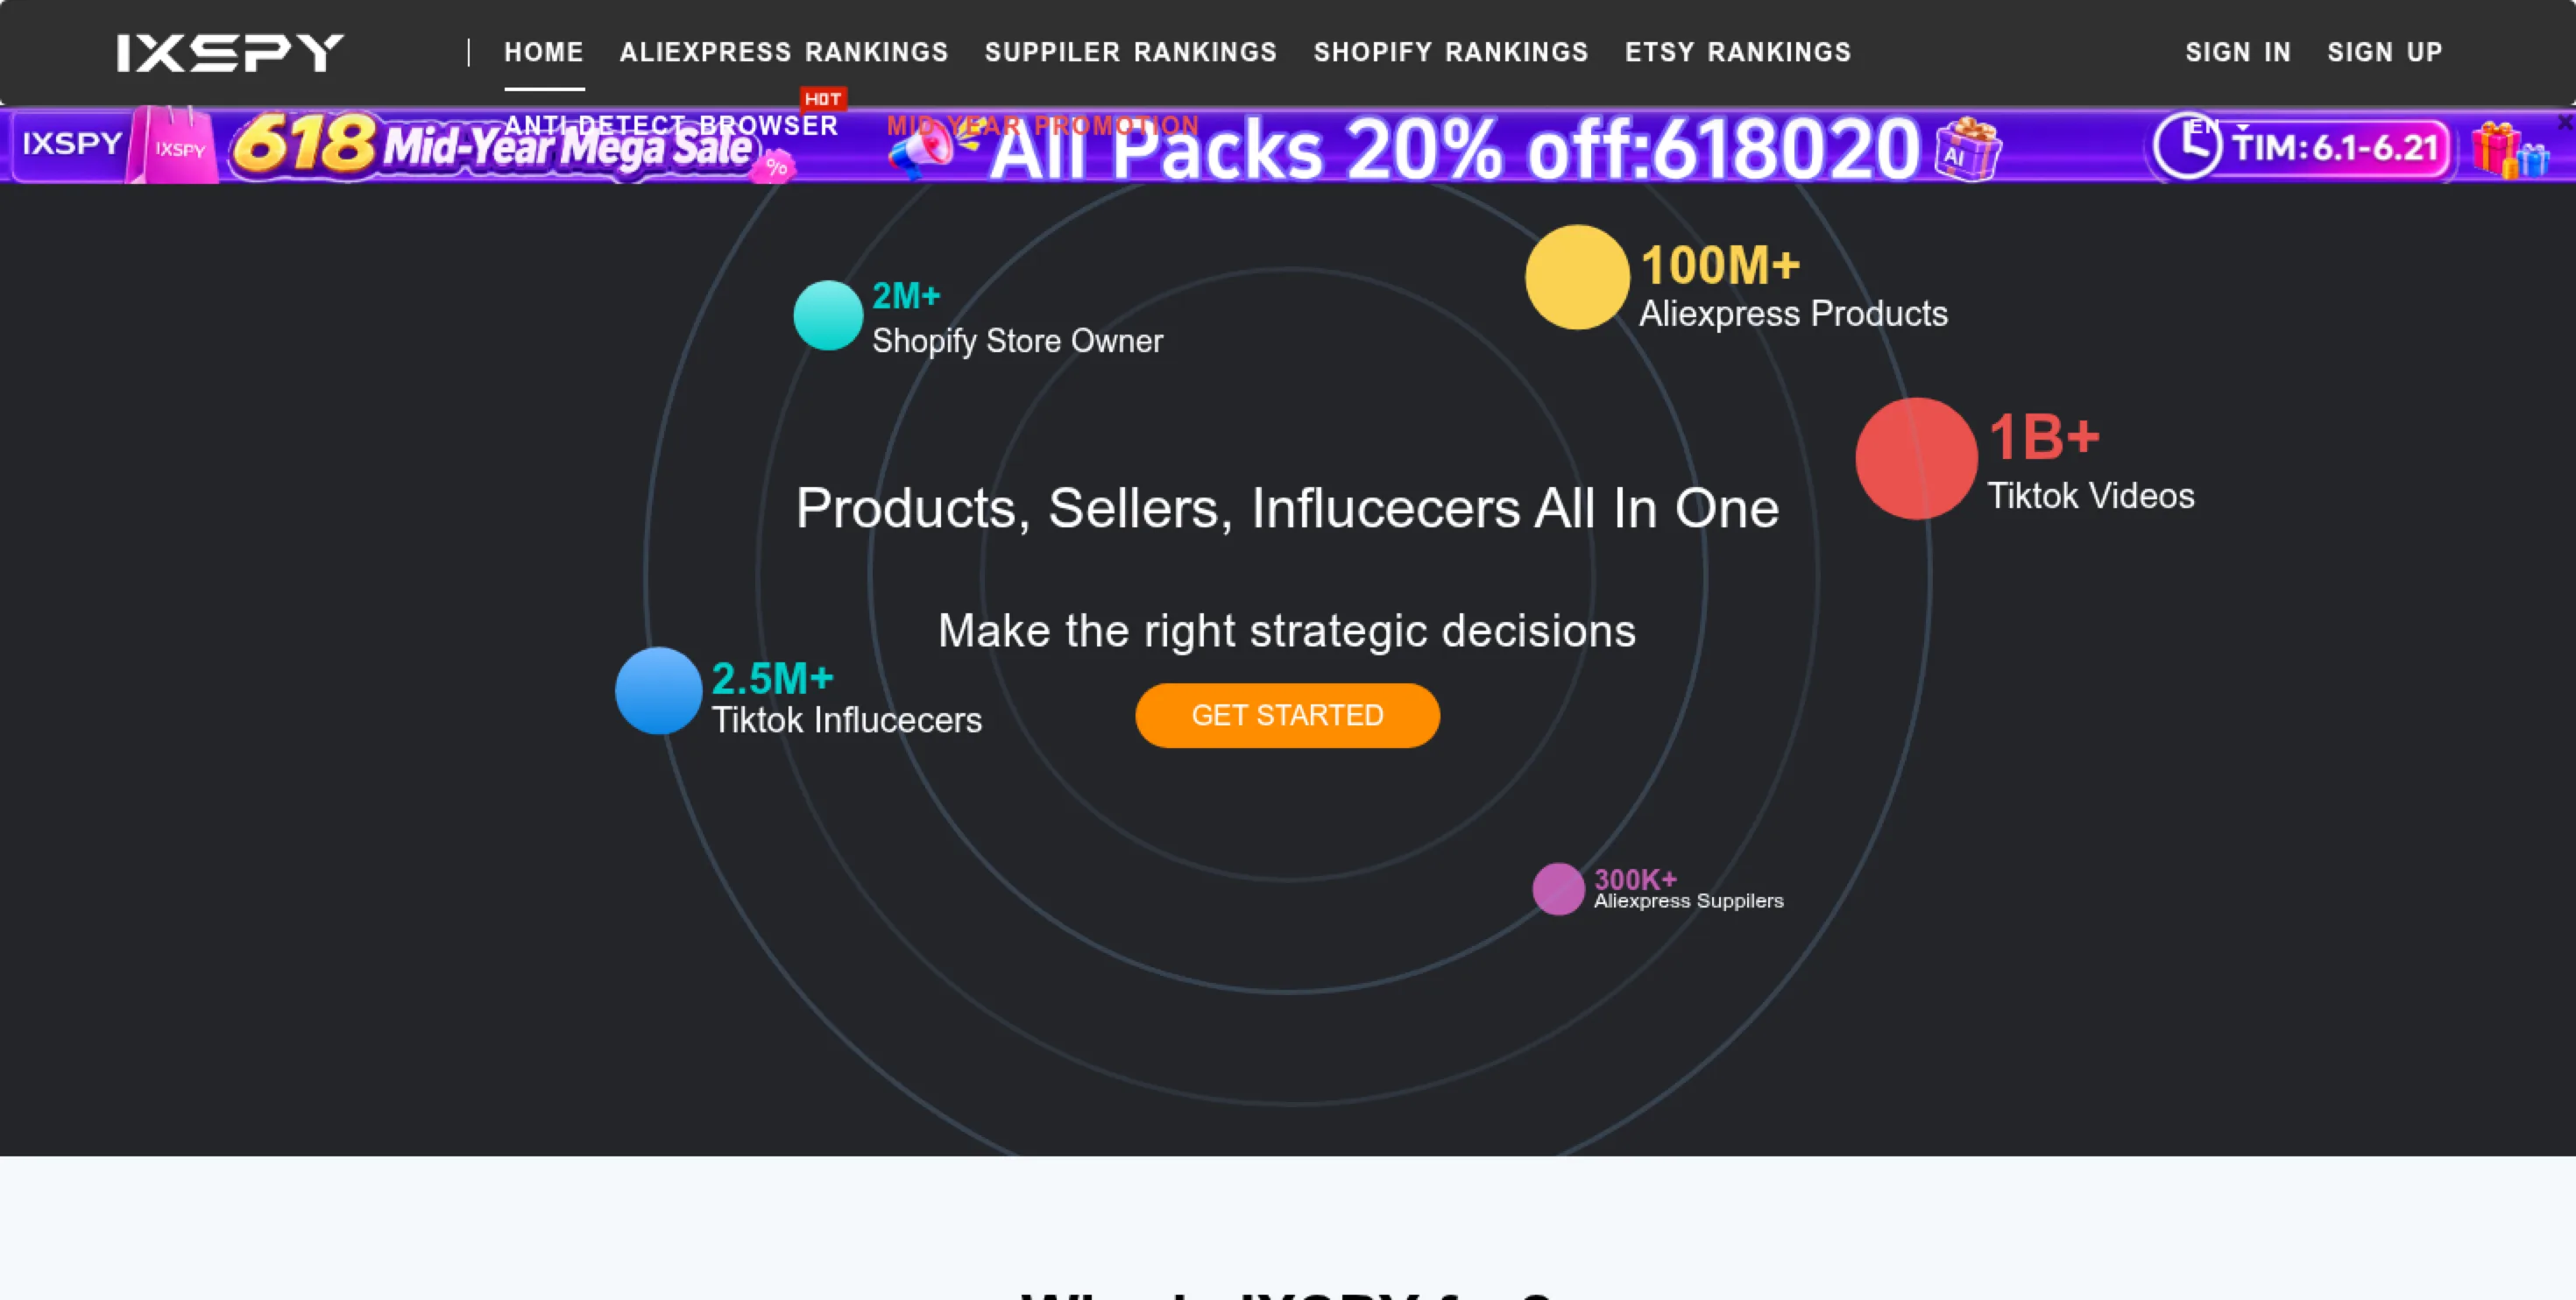 IXSPY
HOME ALIEXPRESS RANKINGS SUPPILER RANKINGS SHOPIFY RANKINGS ETSY RANKINGS
SIGN IN SIGN UP
HOT
ANTI DETECT BROWSER MID YEAR PROMOTION
EN
IXSPY
IXSPY
618 Mid-Year Mega Sale
%
All Packs 20% off:618020
AI
TIM:6.1-6.21
2M+
Shopify Store Owner
100M+
Aliexpress Products
1B+
Tiktok Videos
Products, Sellers, Influcecers All In One
Make the right strategic decisions
2.5M+
Tiktok Influcecers
GET STARTED
300K+
Aliexpress Suppilers